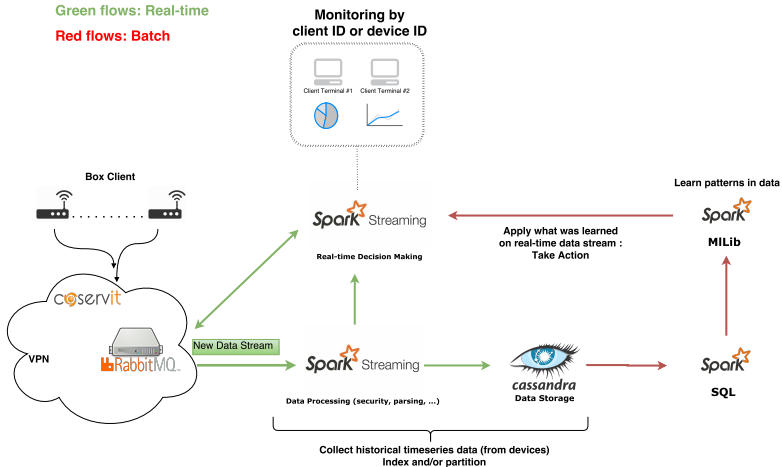 Green flows: Real-time
Red flows: Batch
Monitoring by
client ID or device ID
Client Terminal #1
Client Terminal #2
Box Client
Learn patterns in data
Spark Streaming
Real-time Decision Making
Apply what was learned
on real-time data stream :
Take Action
Spark
MlLib
coservit
VPN
RabbitMQ
New Data Stream
Spark Streaming
Data Processing (security, parsing, ...)
cassandra
Data Storage
Spark
SQL
Collect historical timeseries data (from devices)
Index and/or partition